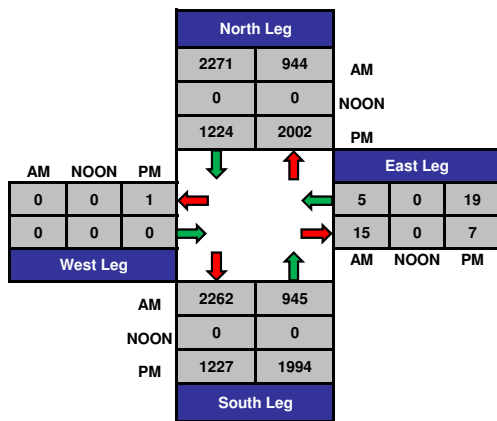 North Leg
2271 944 AM
0 0 NOON
1224 2002 PM
AM NOON PM East Leg
0 0 1 5 0 19
0 0 0 15 0 7
West Leg AM NOON PM
AM 2262 945
NOON 0 0
PM 1227 1994
South Leg